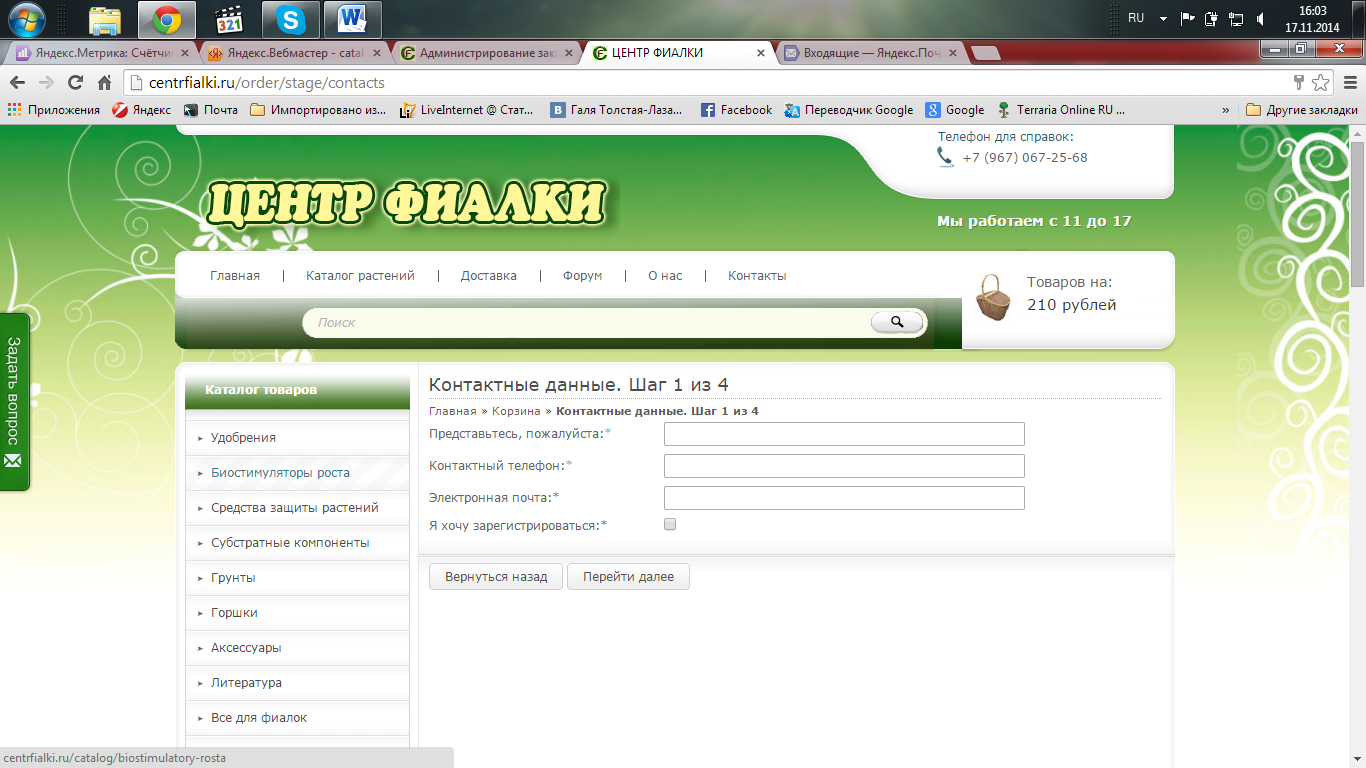 RU
16:03
17.11.2014
321
Яндекс.Метрика: Счётчи
Яндекс.Вебмастер - catal
Администрирование зак
ЦЕНТР ФИАЛКИ
Входящие — Яндекс.Поч
centrfialki.ru/order/stage/contacts
Приложения
Яндекс
Почта
Импортировано из...
LiveInternet @ Стат...
Галя Толстая-Лаза...
Facebook
Переводчик Google
Google
Terraria Online RU ...
»
Другие закладки
Телефон для справок:
+7 (967) 067-25-68
ЦЕНТР ФИАЛКИ
Мы работаем с 11 до 17
Главная | Каталог растений | Доставка | Форум | О нас | Контакты
Товаров на:
210 рублей
Поиск
Задать вопрос
Каталог товаров
Удобрения
Биостимуляторы роста
Средства защиты растений
Субстратные компоненты
Грунты
Горшки
Аксессуары
Литература
Все для фиалок
Контактные данные. Шаг 1 из 4
Главная » Корзина » Контактные данные. Шаг 1 из 4
Представьтесь, пожалуйста:*
Контактный телефон:*
Электронная почта:*
Я хочу зарегистрироваться:*
Вернуться назад
Перейти далее
centrfialki.ru/catalog/biostimulatory-rosta